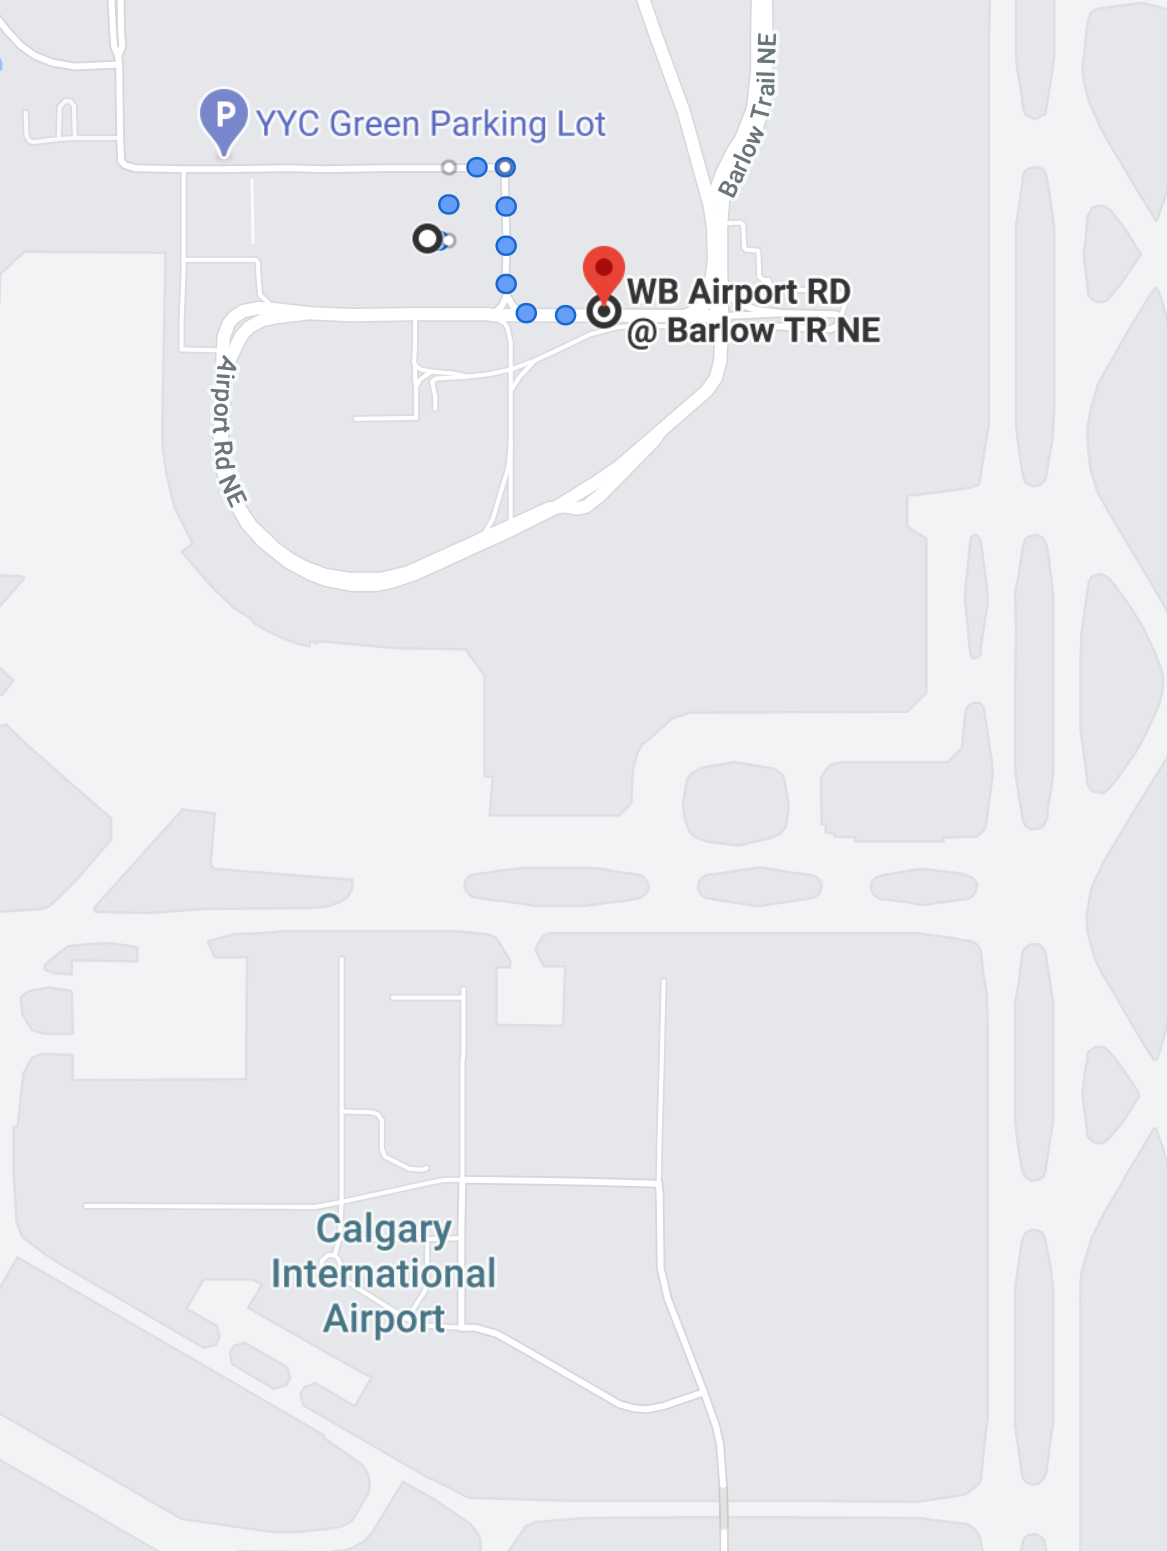 Barlow Trail NE
P
YYC Green Parking Lot
WB Airport RD
@ Barlow TR NE
Airport Rd NE
Calgary
International
Airport